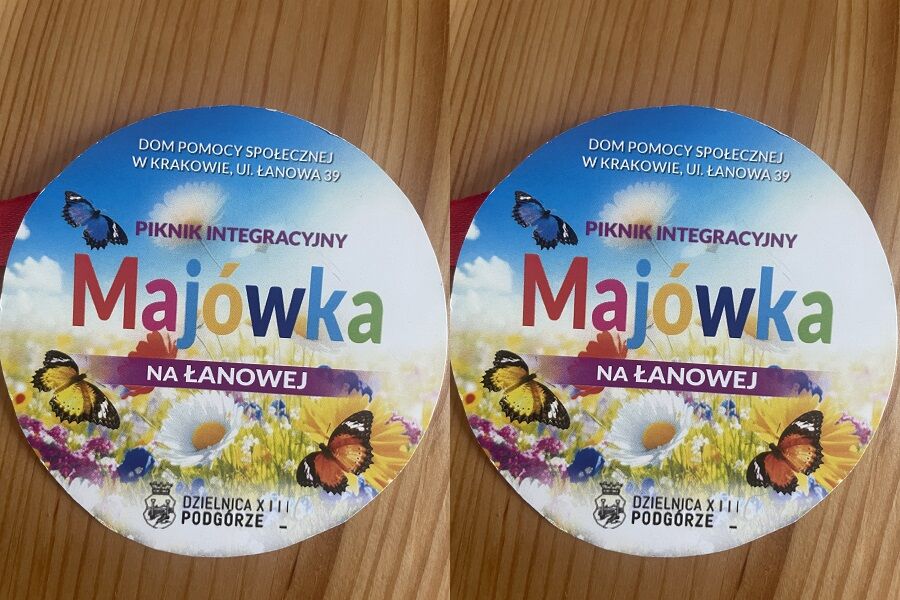 DOM POMOCY SPOŁECZNEJ
W KRAKOWIE, Ul. ŁANOWA 39
PIKNIK INTEGRACYJNY
Majówka
NA ŁANOWEJ
DZIELNICA XIII
PODGÓRZE
DOM POMOCY SPOŁECZNEJ
W KRAKOWIE, Ul. ŁANOWA 39
PIKNIK INTEGRACYJNY
Majówka
NA ŁANOWEJ
DZIELNICA XIII
PODGÓRZE